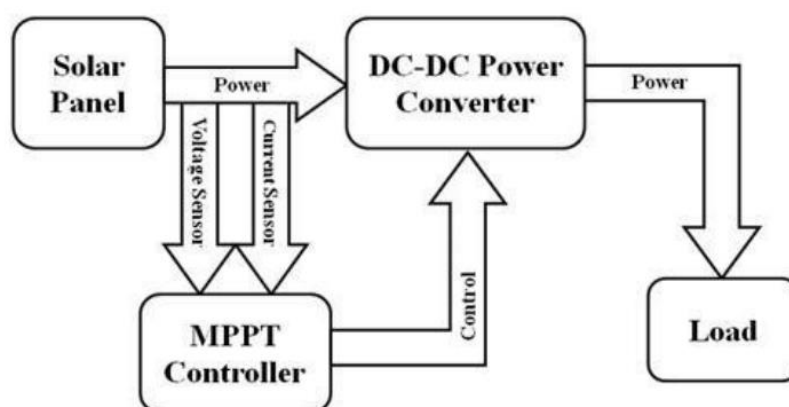 Solar
Panel
Power
DC-DC Power
Converter
Power
Voltage Sensor
Current Sensor
Control
MPPT
Controller
Load